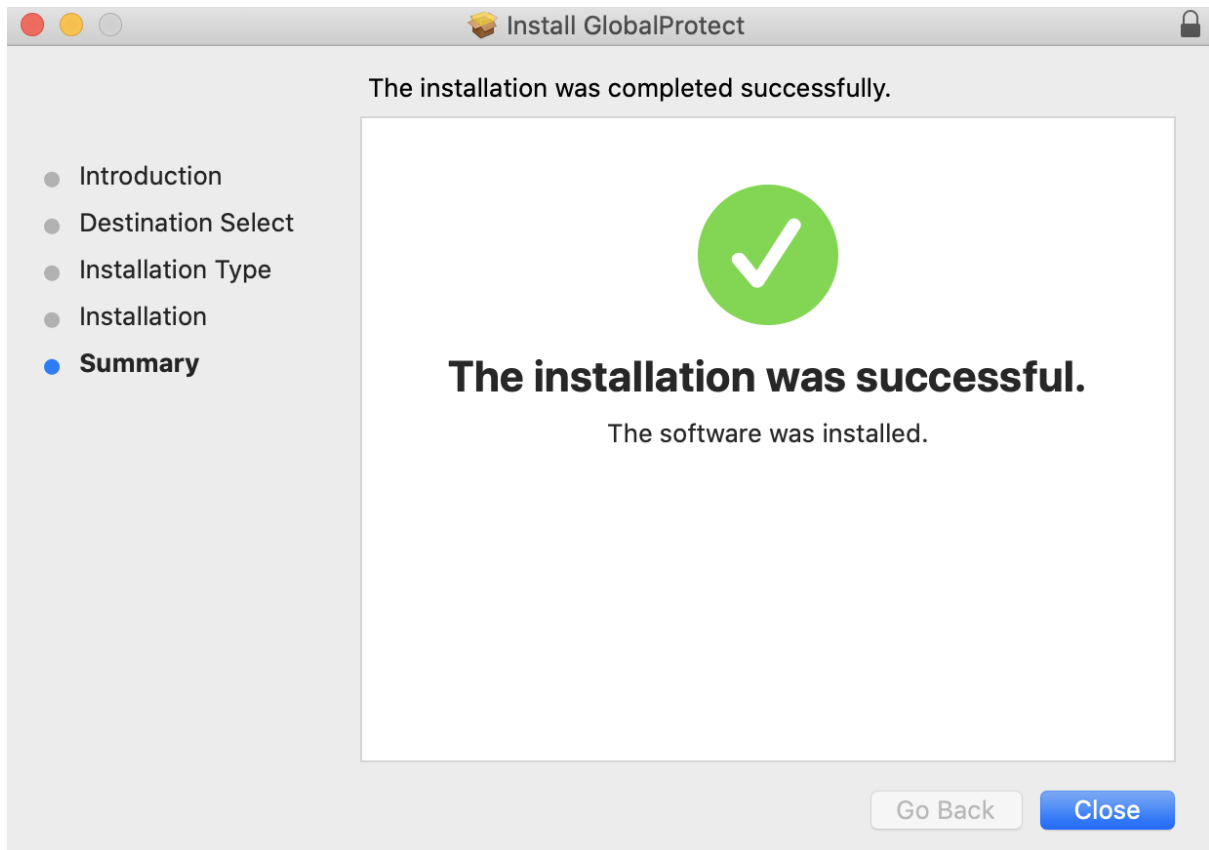 Install GlobalProtect
The installation was completed successfully.
Introduction
Destination Select
Installation Type
Installation
Summary
The installation was successful.
The software was installed.
Go Back
Close